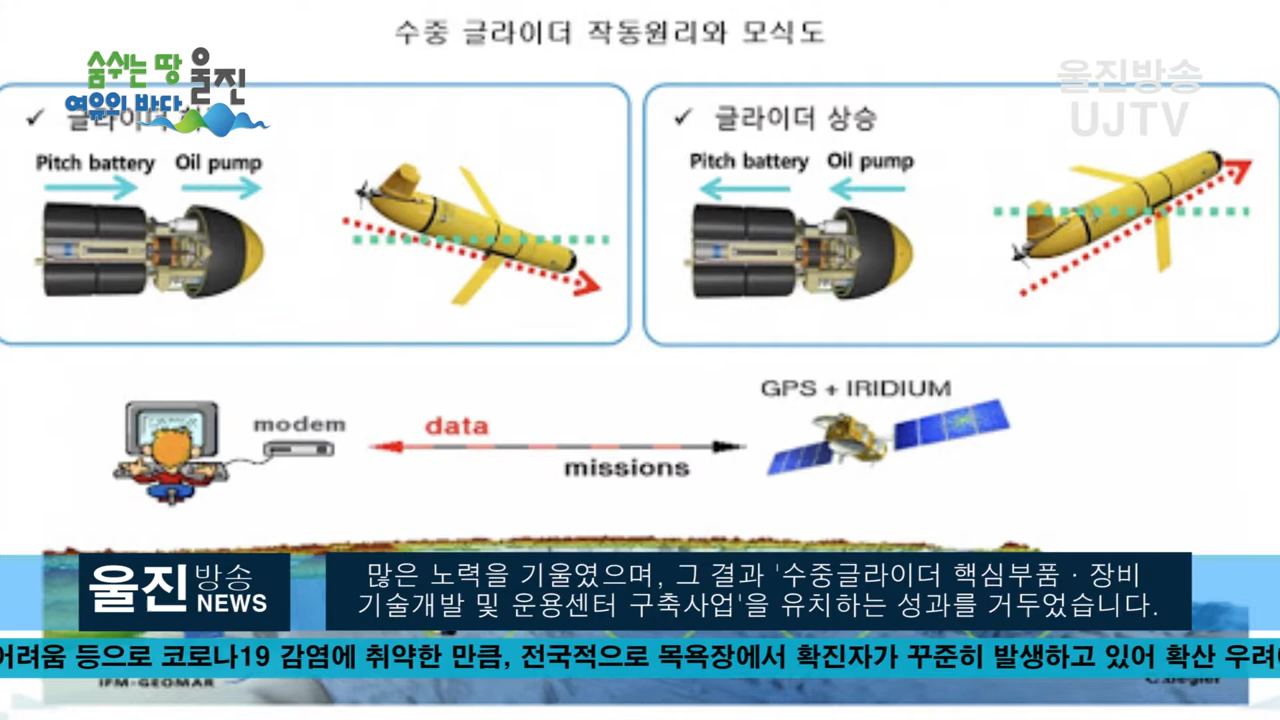 수중 글라이더 작동원리와 모식도
숨쉬는 땅
여유의 바다
울진
울진방송
UJTV
✓ 글라이더
Pitch battery
Oil pump
✓ 글라이더 상승
Pitch battery
Oil pump
GPS + IRIDIUM
modem
data
missions
울진 방송 NEWS
많은 노력을 기울였으며, 그 결과 '수중글라이더 핵심부품 · 장비
기술개발 및 운용센터 구축사업'을 유치하는 성과를 거두었습니다.
어려움 등으로 코로나19 감염에 취약한 만큼, 전국적으로 목욕장에서 확진자가 꾸준히 발생하고 있어 확산 우려
IFM-GEOMAR